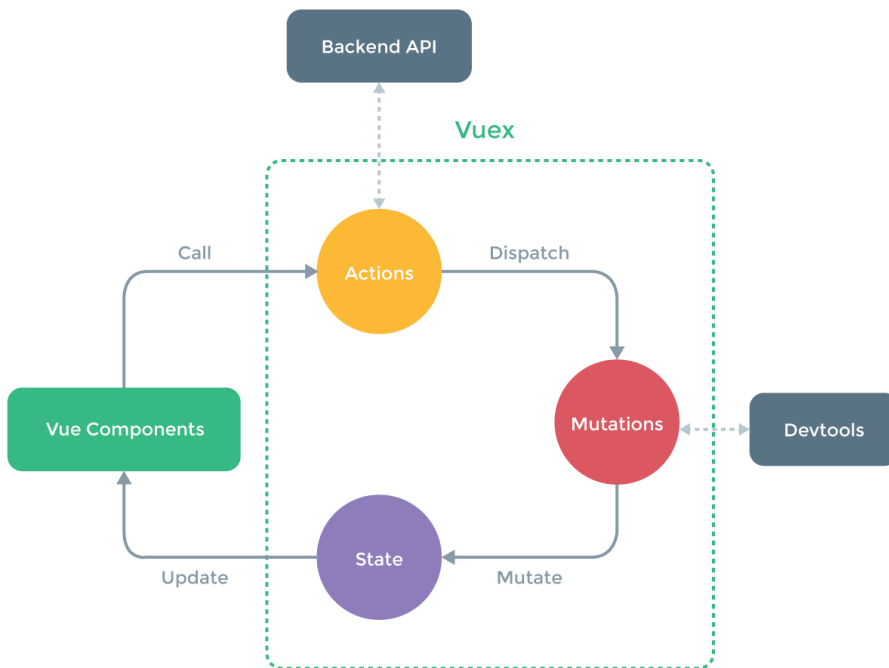 Backend API
Vuex
Call
Dispatch
Actions
Vue Components
Mutations
Devtools
State
Update
Mutate